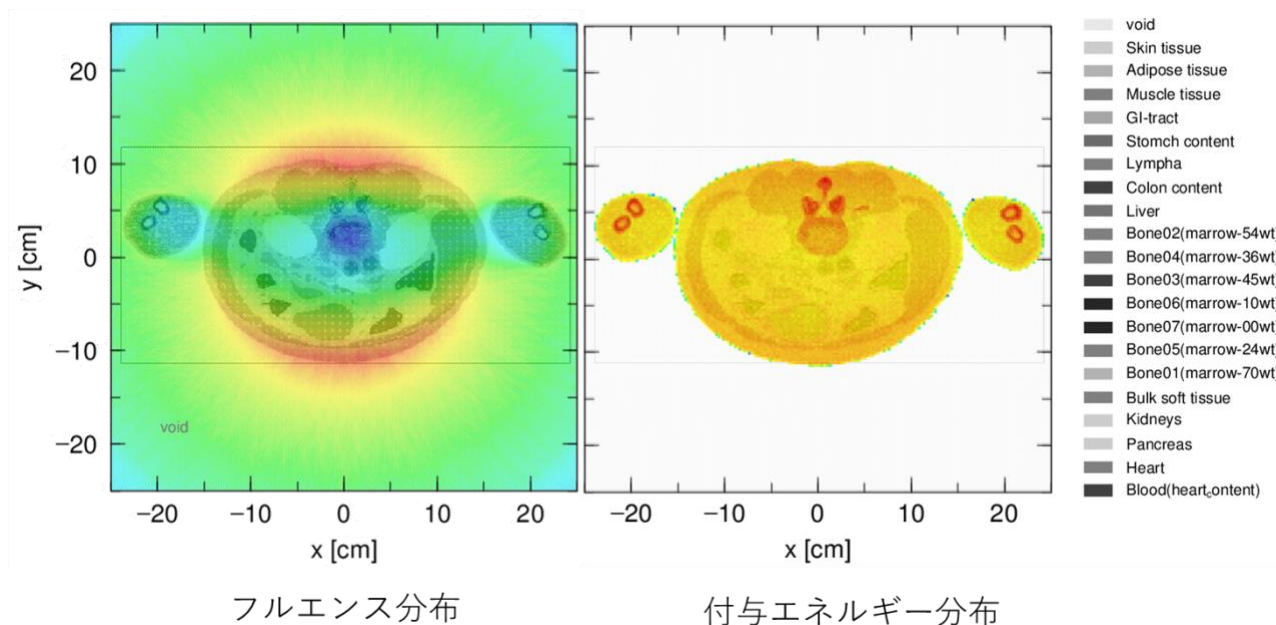 20
10
0
−10
−20
y [cm]
void
−20
−10
0
10
20
x [cm]
−20
−10
0
10
20
x [cm]
void
Skin tissue
Adipose tissue
Muscle tissue
GI-tract
Stomch content
Lympha
Colon content
Liver
Bone02(marrow-54wt
Bone04(marrow-36wt
Bone03(marrow-45wt
Bone06(marrow-10wt
Bone07(marrow-00wt
Bone05(marrow-24wt
Bone01(marrow-70wt
Bulk soft tissue
Kidneys
Pancreas
Heart
Blood(heartcontent)
フルエンス分布
付与エネルギー分布